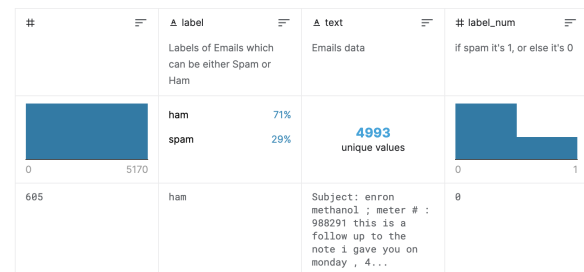 #
label
text
# label_num
Labels of Emails which
can be either Spam or
Ham
Emails data
if spam it's 1, or else it's 0
0 5170
ham 71%
spam 29%
4993
unique values
0 1
605
ham
Subject: enron
methanol ; meter # :
988291 this is a
follow up to the
note i gave you on
monday , 4...
0